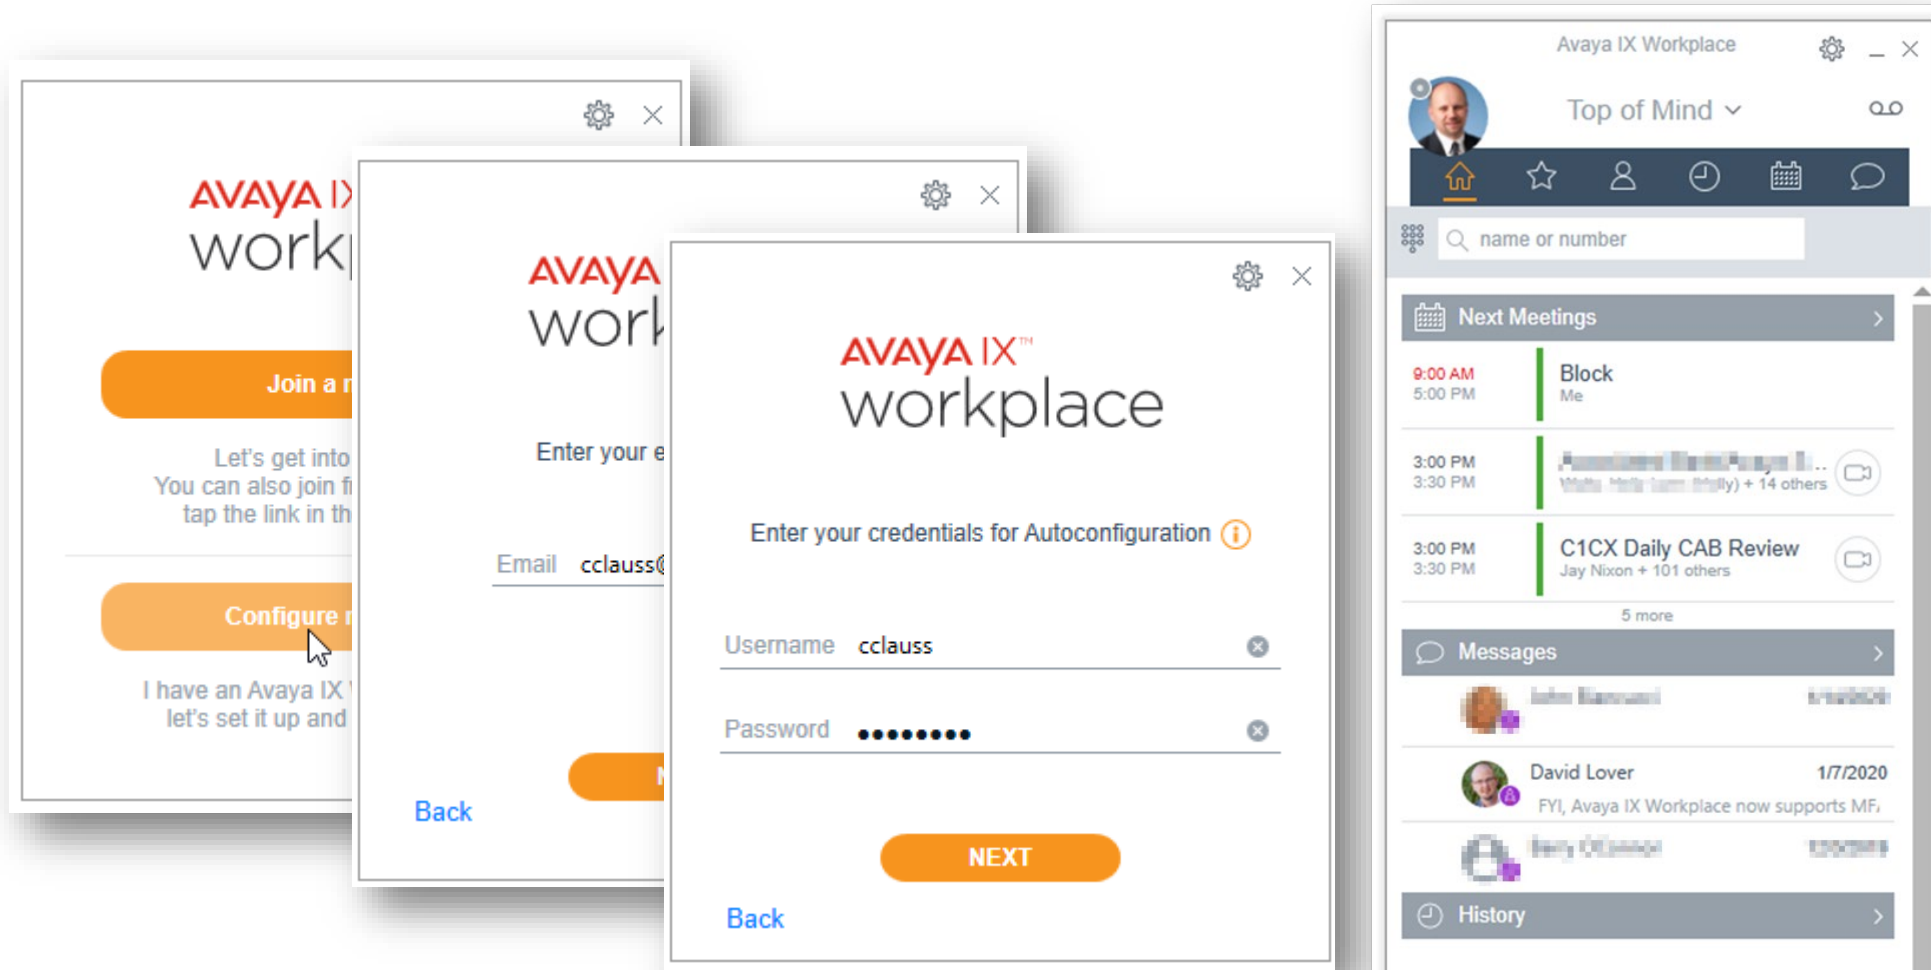 AVAYA IX
work
Join a
Let's get into
You can also join
tap the link in th
Configure
I have an Avaya IX
let's set it up and
AVAYA
work
Enter your e
Email cclauss@
Back
AVAYA IX™
workplace
Enter your credentials for Autoconfiguration
Username cclauss
Password ••••••••
NEXT
Back
Avaya IX Workplace
Top of Mind
name or number
Next Meetings
9:00 AM
5:00 PM
Block
Me
3:00 PM
3:30 PM
+ 14 others
3:00 PM
3:30 PM
C1CX Daily CAB Review
Jay Nixon + 101 others
5 more
Messages
David Lover 1/7/2020
FYI, Avaya IX Workplace now supports MFA
History